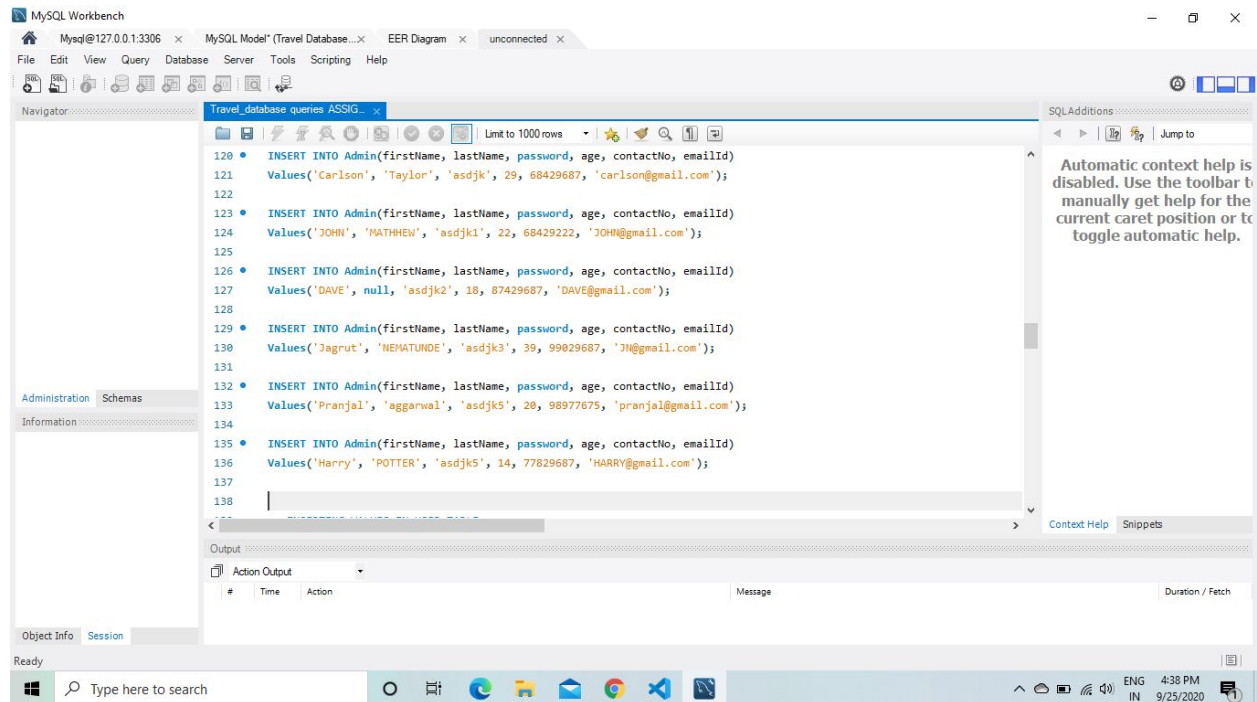 MySQL Workbench
Mysql@127.0.0.1:3306 × MySQL Model* (Travel Database...× EER Diagram × unconnected ×
File Edit View Query Database Server Tools Scripting Help
Navigator
Travel_database queries ASSIG... ×
SQLAdditions
Limit to 1000 rows
Jump to
120 INSERT INTO Admin(firstName, lastName, password, age, contactNo, emailId)
121 Values('Carlson', 'Taylor', 'asdjk', 29, 68429687, 'carlson@gmail.com');
122
123 INSERT INTO Admin(firstName, lastName, password, age, contactNo, emailId)
124 Values('JOHN', 'MATHHEW', 'asdjk1', 22, 68429222, 'JOHN@gmail.com');
125
126 INSERT INTO Admin(firstName, lastName, password, age, contactNo, emailId)
127 Values('DAVE', null, 'asdjk2', 18, 87429687, 'DAVE@gmail.com');
128
129 INSERT INTO Admin(firstName, lastName, password, age, contactNo, emailId)
130 Values('Jagrut', 'NEMATUNDE', 'asdjk3', 39, 99029687, 'JN@gmail.com');
131
132 INSERT INTO Admin(firstName, lastName, password, age, contactNo, emailId)
133 Values('Pranjal', 'aggarwal', 'asdjk5', 20, 98977675, 'pranjal@gmail.com');
134
135 INSERT INTO Admin(firstName, lastName, password, age, contactNo, emailId)
136 Values('Harry', 'POTTER', 'asdjk5', 14, 77829687, 'HARRY@gmail.com');
137
138
Automatic context help is
disabled. Use the toolbar t
manually get help for the
current caret position or to
toggle automatic help.
Administration Schemas
Information
Context Help Snippets
Output
Action Output
# Time Action Message Duration / Fetch
Object Info Session
Ready
Type here to search
ENG
IN
4:38 PM
9/25/2020